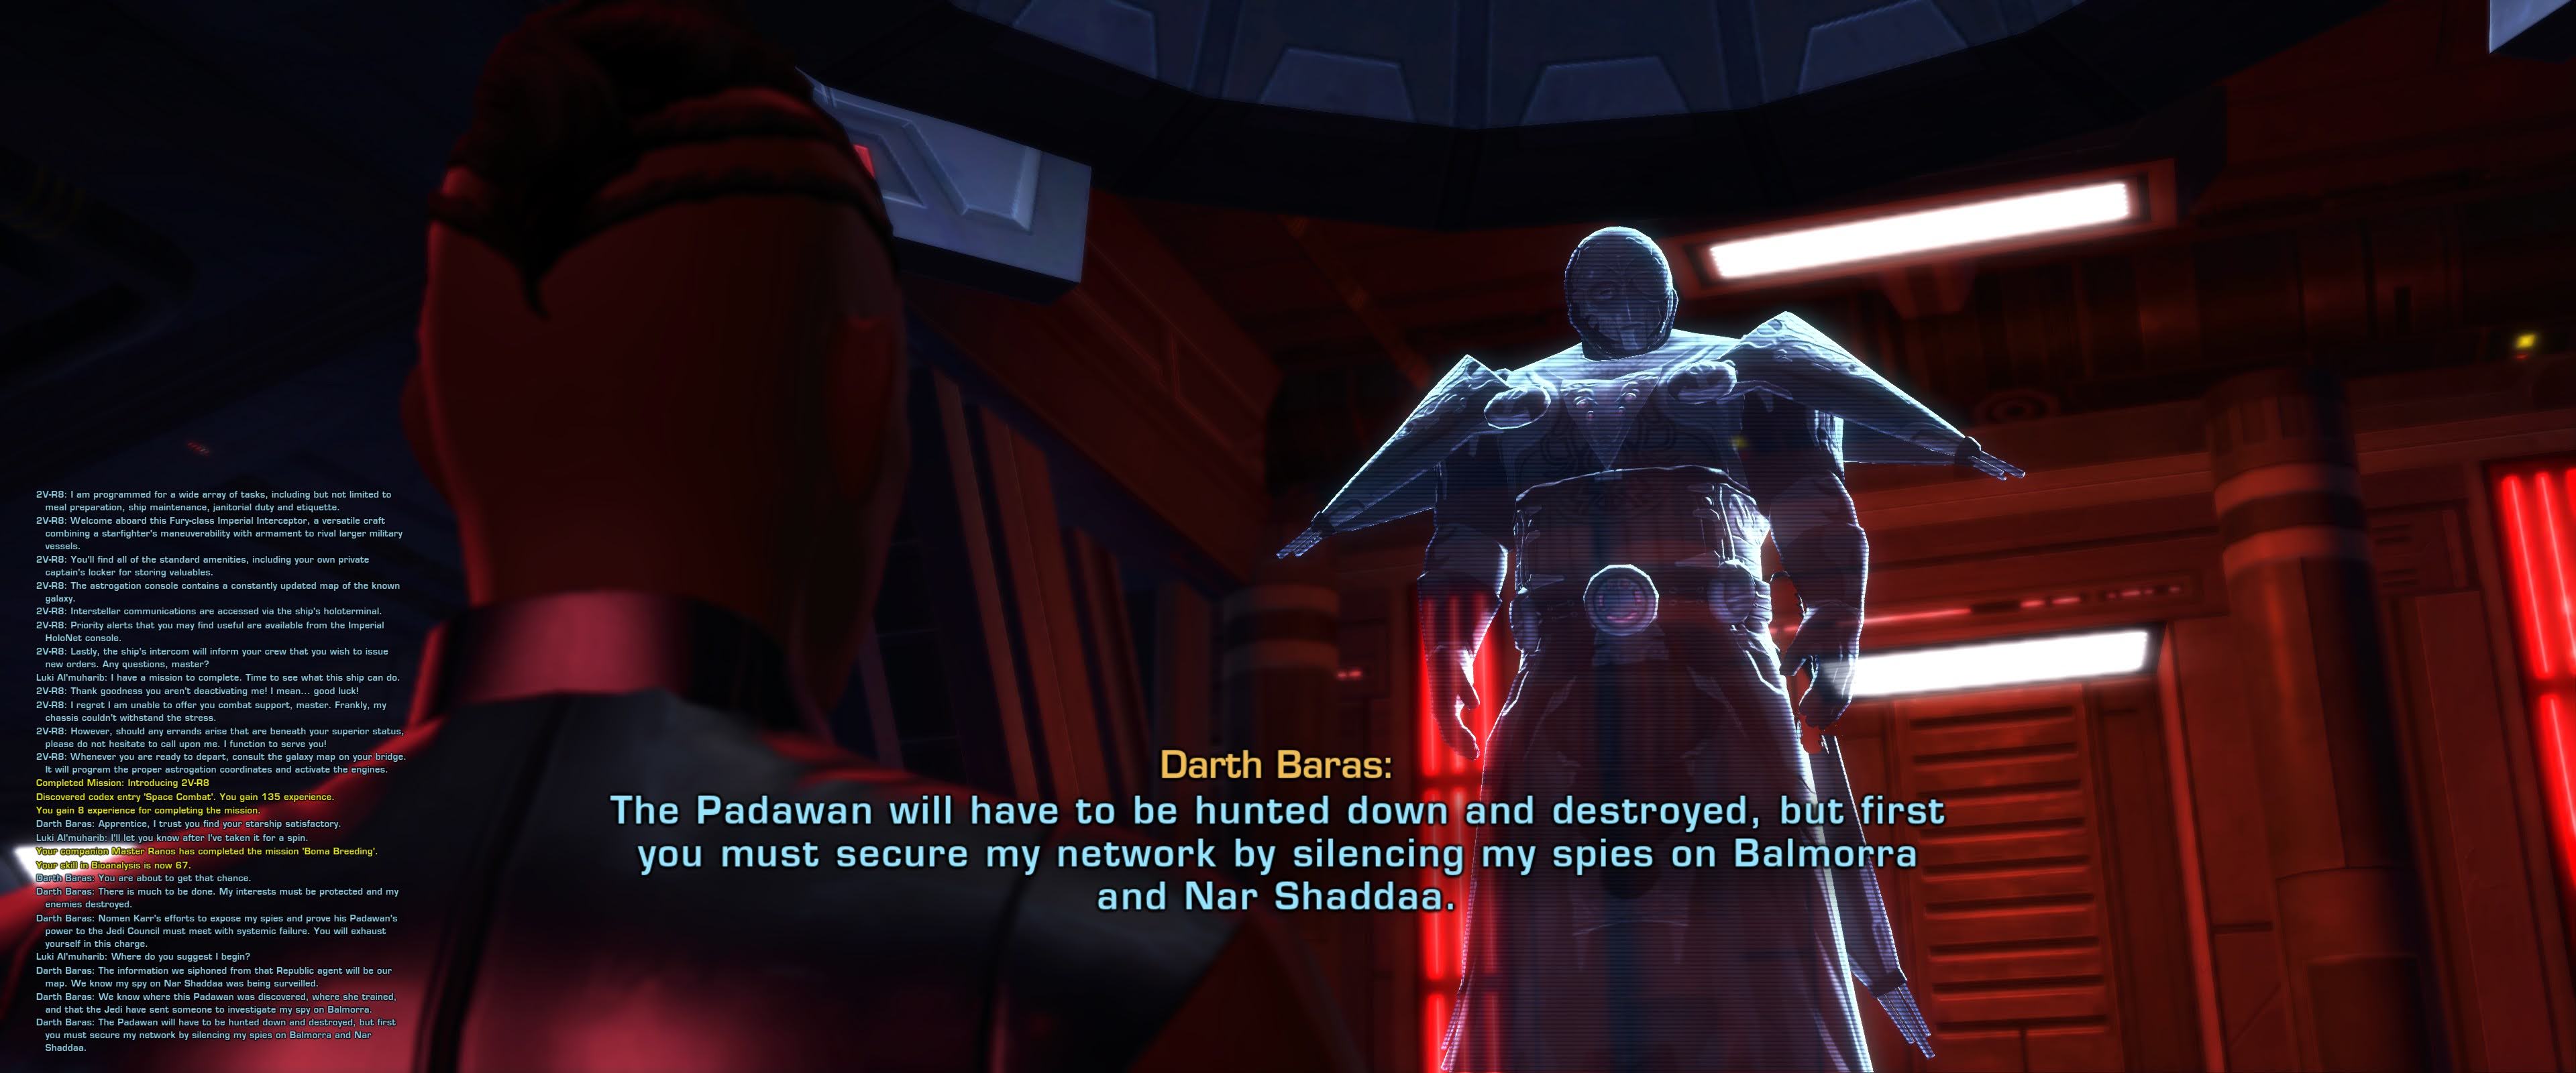 2V-R8: I am programmed for a wide array of tasks, including but not limited to
meal preparation, ship maintenance, janitorial duty and etiquette.
2V-R8: Welcome aboard this Fury-class Imperial Interceptor, a versatile craft
combining a starfighter's maneuverability with armament to rival larger military
vessels.
2V-R8: You'll find all of the standard amenities, including your own private
captain's locker for storing valuables.
2V-R8: The astrogation console contains a constantly updated map of the known
galaxy.
2V-R8: Interstellar communications are accessed via the ship's holoterminal.
2V-R8: Priority alerts that you may find useful are available from the Imperial
HoloNet console.
2V-R8: Lastly, the ship's intercom will inform your crew that you wish to issue
new orders. Any questions, master?
Luki Al'muharib: I have a mission to complete. Time to see what this ship can do.
2V-R8: Thank goodness you aren't deactivating me! I mean... good luck!
2V-R8: I regret I am unable to offer you combat support, master. Frankly, my
chassis couldn't withstand the stress.
2V-R8: However, should any errands arise that are beneath your superior status,
please do not hesitate to call upon me. I function to serve you!
2V-R8: Whenever you are ready to depart, consult the galaxy map on your bridge.
It will program the proper astrogation coordinates and activate the engines.
Completed Mission: Introducing 2V-R8
Discovered codex entry 'Space Combat'. You gain 135 experience.
You gain 8 experience for completing the mission.
Darth Baras: Apprentice, I trust you find your starship satisfactory.
Luki Al'muharib: I'll let you know after I've taken it for a spin.
Your companion Master Ranos has completed the mission 'Boma Breeding'.
Your skill in Bioanalysis is now 67.
Darth Baras: You are about to get that chance.
Darth Baras: There is much to be done. My interests must be protected and my
enemies destroyed.
Darth Baras: Nomen Karr's efforts to expose my spies and prove his Padawan's
power to the Jedi Council must meet with systemic failure. You will exhaust
yourself in this charge.
Luki Al'muharib: Where do you suggest I begin?
Darth Baras: The information we siphoned from that Republic agent will be our
map. We know my spy on Nar Shaddaa was being surveilled.
Darth Baras: We know where this Padawan was discovered, where she trained,
and that the Jedi have sent someone to investigate my spy on Balmorra.
Darth Baras: The Padawan will have to be hunted down and destroyed, but first
you must secure my network by silencing my spies on Balmorra and Nar
Shaddaa.
Darth Baras:
The Padawan will have to be hunted down and destroyed, but first
you must secure my network by silencing my spies on Balmorra
and Nar Shaddaa.